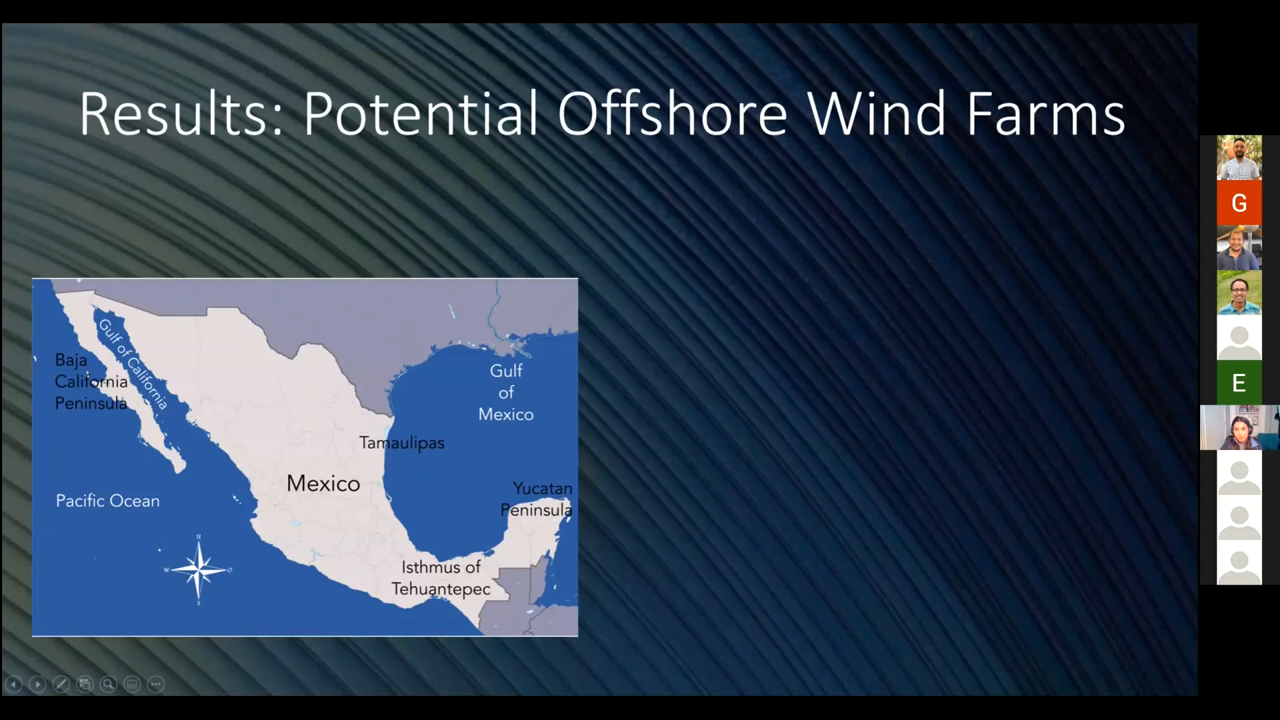 Results: Potential Offshore Wind Farms
G
Gulf of California
Baja
California
Peninsula
Gulf
of
Mexico
E
Tamaulipas
Mexico
Yucatan
Peninsula
Pacific Ocean
N
W
O
S
Isthmus of
Tehuantepec